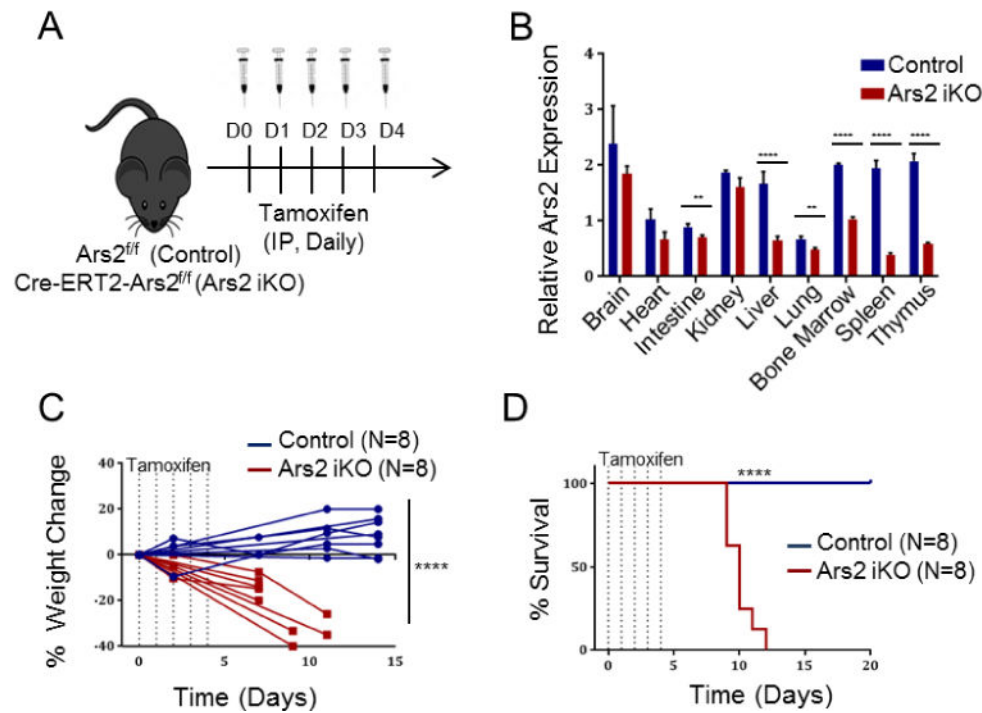 A
D0 D1 D2 D3 D4
Tamoxifen
(IP, Daily)
Ars2f/f (Control)
Cre-ERT2-Ars2f/f (Ars2 iKO)
B
Relative Ars2 Expression
4
3
2
1
0
Control
Ars2 iKO
** **** ** **** **** ****
Brain
Heart
Intestine
Kidney
Liver
Lung
Bone Marrow
Spleen
Thymus
C
Control (N=8)
Ars2 iKO (N=8)
Tamoxifen
% Weight Change
40
20
0
-20
-40
****
0 5 10 15
Time (Days)
D
Tamoxifen
****
% Survival
100
50
0
Control (N=8)
Ars2 iKO (N=8)
0 5 10 15 20
Time (Days)